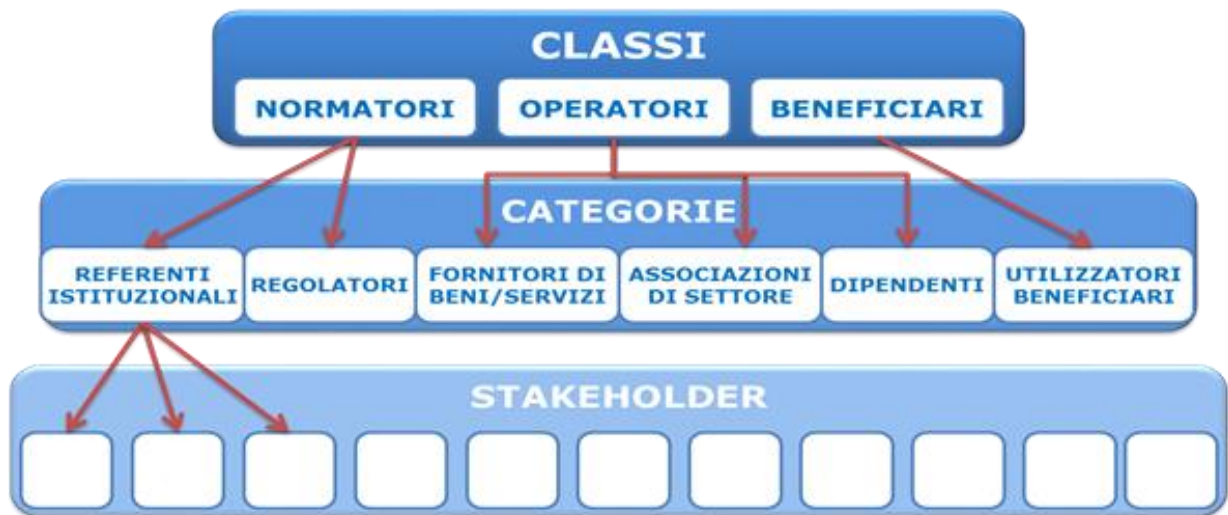 CLASSI
NORMATORI OPERATORI BENEFICIARI
CATEGORIE
REFERENTI
ISTITUZIONALI
REGOLATORI
FORNITORI DI
BENI/SERVIZI
ASSOCIAZIONI
DI SETTORE
DIPENDENTI
UTILIZZATORI
BENEFICIARI
STAKEHOLDER